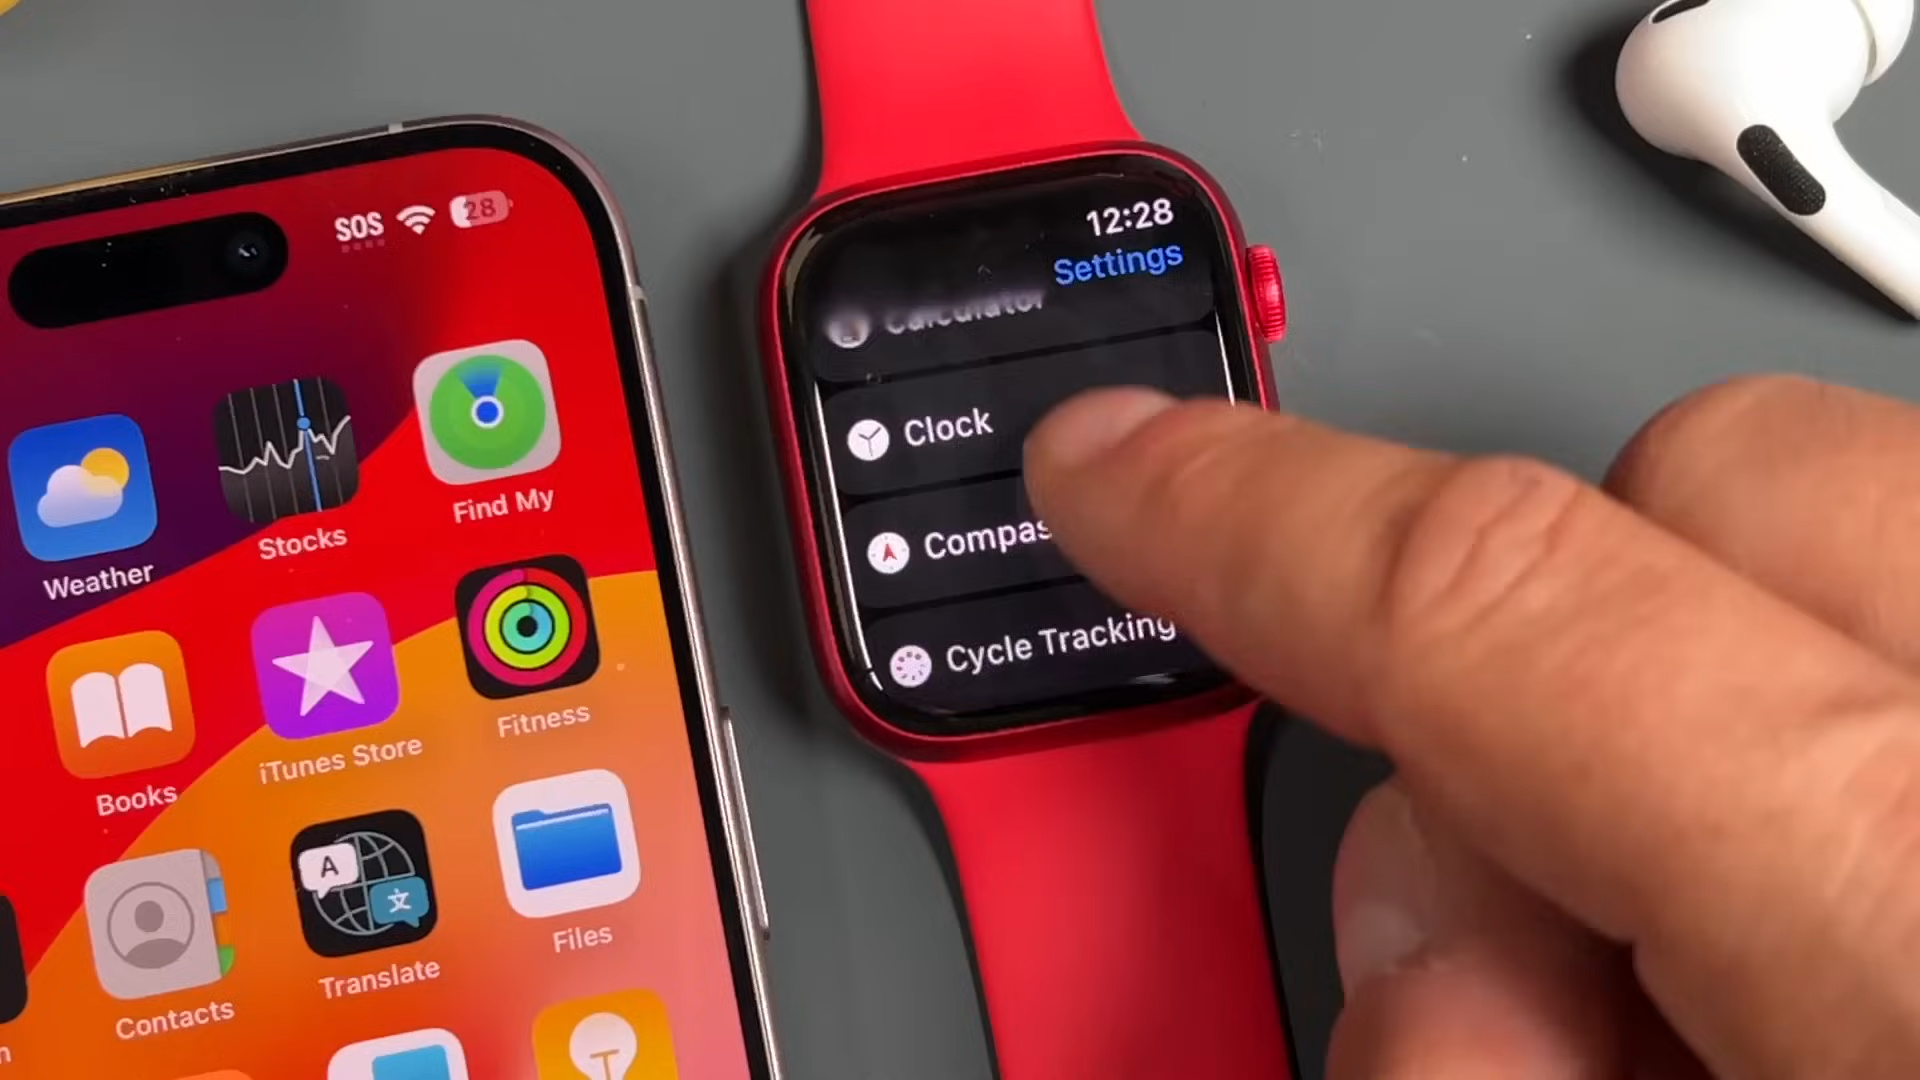 SOS 28
Weather
Stocks
Find My
Books
iTunes Store
Fitness
Contacts
Translate
A 文
Files
12:28
Settings
Calculator
Clock
Compas
Cycle Tracking